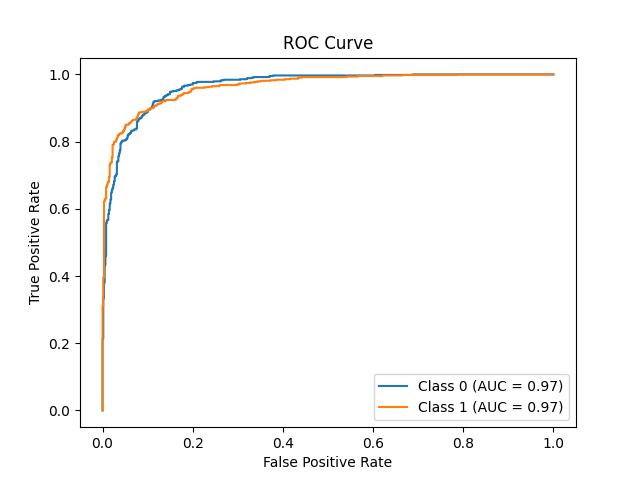 ROC Curve
True Positive Rate
1.0
0.8
0.6
0.4
0.2
0.0
Class 0 (AUC = 0.97)
Class 1 (AUC = 0.97)
0.0 0.2 0.4 0.6 0.8 1.0
False Positive Rate